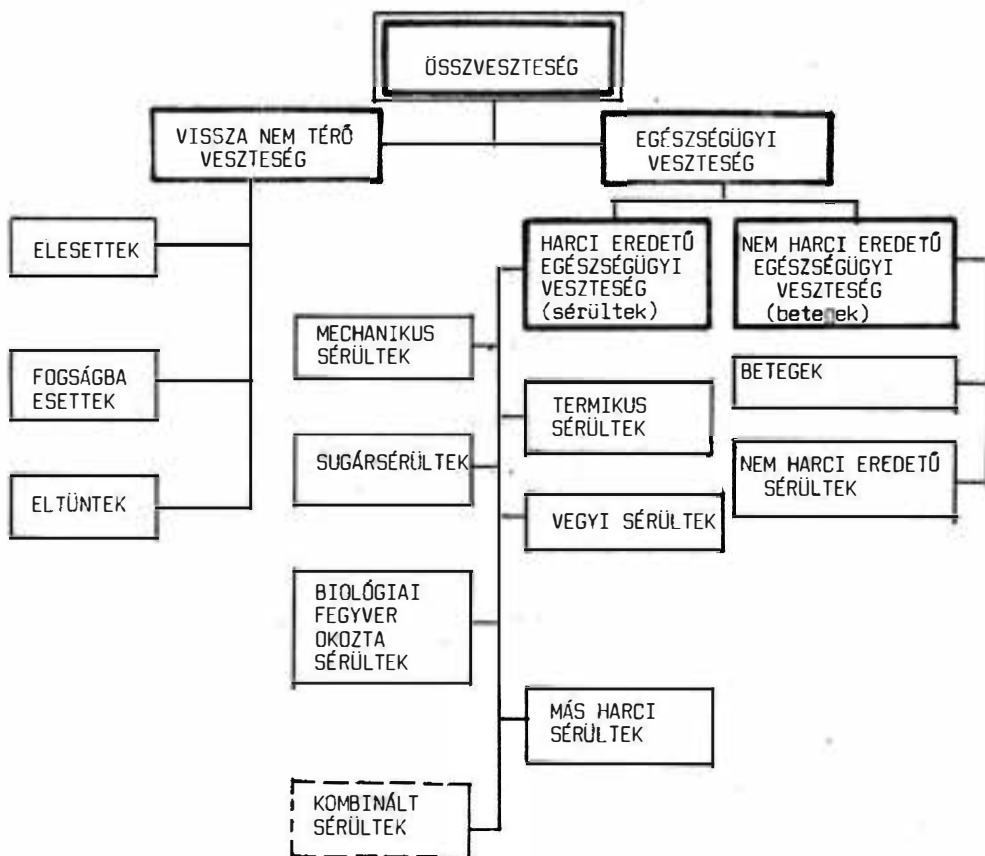 ÖSSZVESZTESÉG
VISSZA NEM TÉRŐ
VESZTESÉG
EGÉSZSÉGÜGYI
VESZTESÉG
ELESETTEK
FOGSÁGBA
ESETTEK
ELTÜNTEK
HARCI EREDETŰ
EGÉSZSÉGÜGYI
VESZTESÉG
(sérültek)
NEM HARCI EREDETŰ
EGÉSZSÉGÜGYI
VESZTESÉG
(betegek)
MECHANIKUS
SÉRÜLTEK
TERMIKUS
SÉRÜLTEK
SUGÁRSÉRÜLTEK
VEGYI SÉRÜLTEK
BIOLÓGIAI
FEGYVER
OKOZTA
SÉRÜLTEK
MÁS HARCI
SÉRÜLTEK
KOMBINÁLT
SÉRÜLTEK
BETEGEK
NEM HARCI EREDETŰ
SÉRÜLTEK